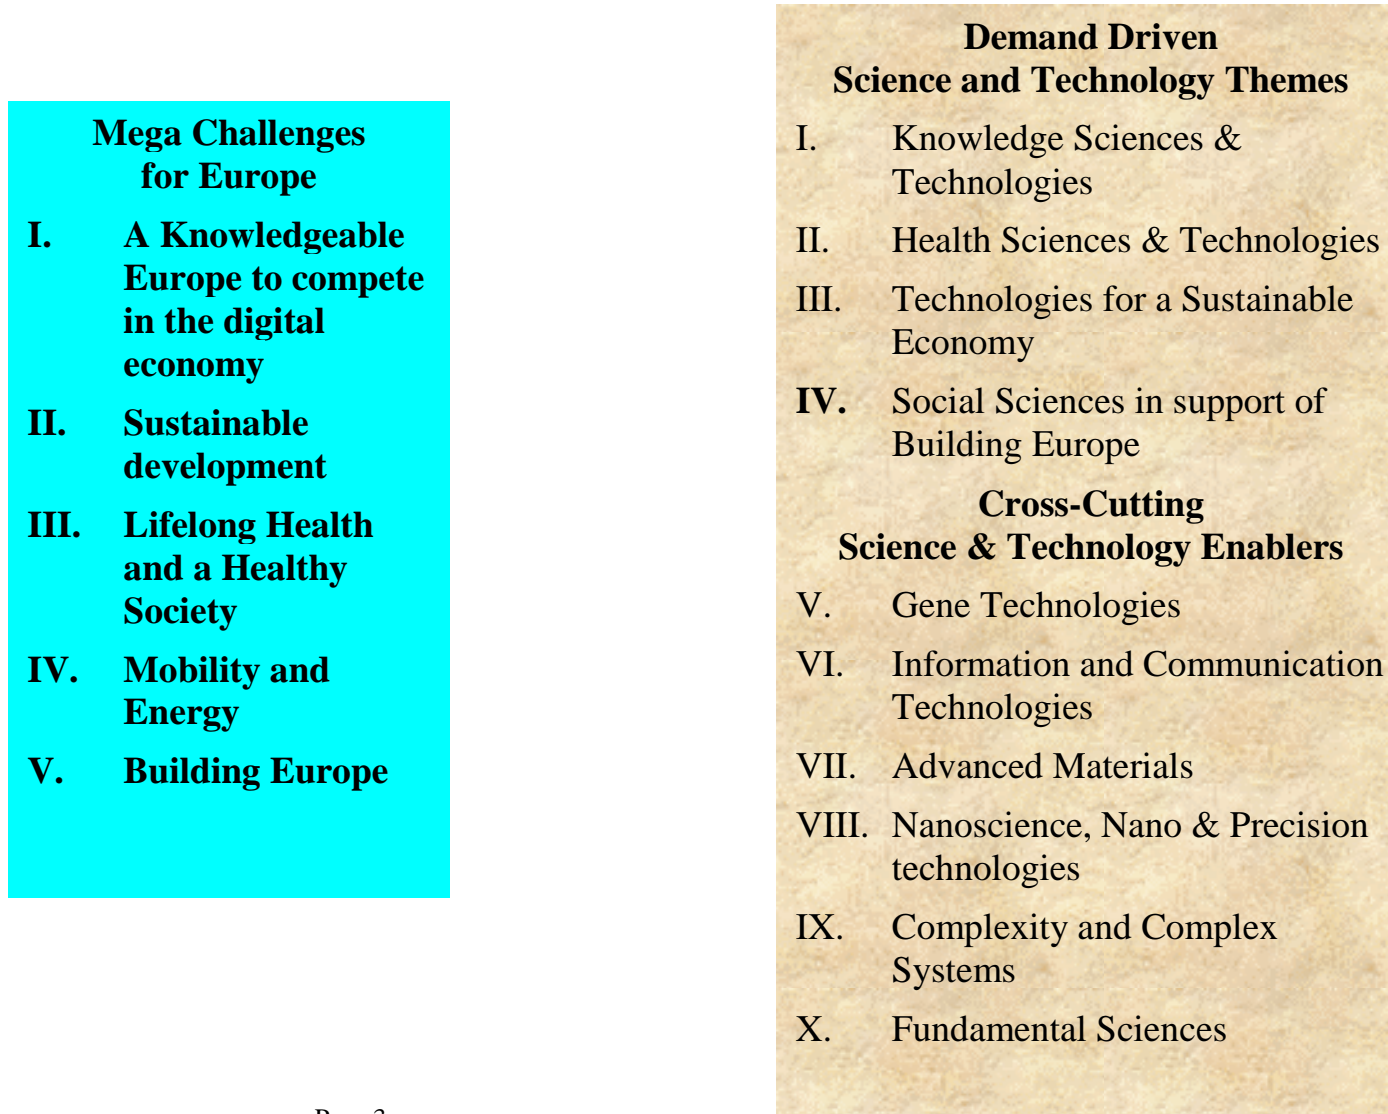 Mega Challenges
for Europe
I. A Knowledgeable
Europe to compete
in the digital
economy
II. Sustainable
development
III. Lifelong Health
and a Healthy
Society
IV. Mobility and
Energy
V. Building Europe
Demand Driven
Science and Technology Themes
I. Knowledge Sciences &
Technologies
II. Health Sciences & Technologies
III. Technologies for a Sustainable
Economy
IV. Social Sciences in support of
Building Europe
Cross-Cutting
Science & Technology Enablers
V. Gene Technologies
VI. Information and Communication
Technologies
VII. Advanced Materials
VIII. Nanoscience, Nano & Precision
technologies
IX. Complexity and Complex
Systems
X. Fundamental Sciences